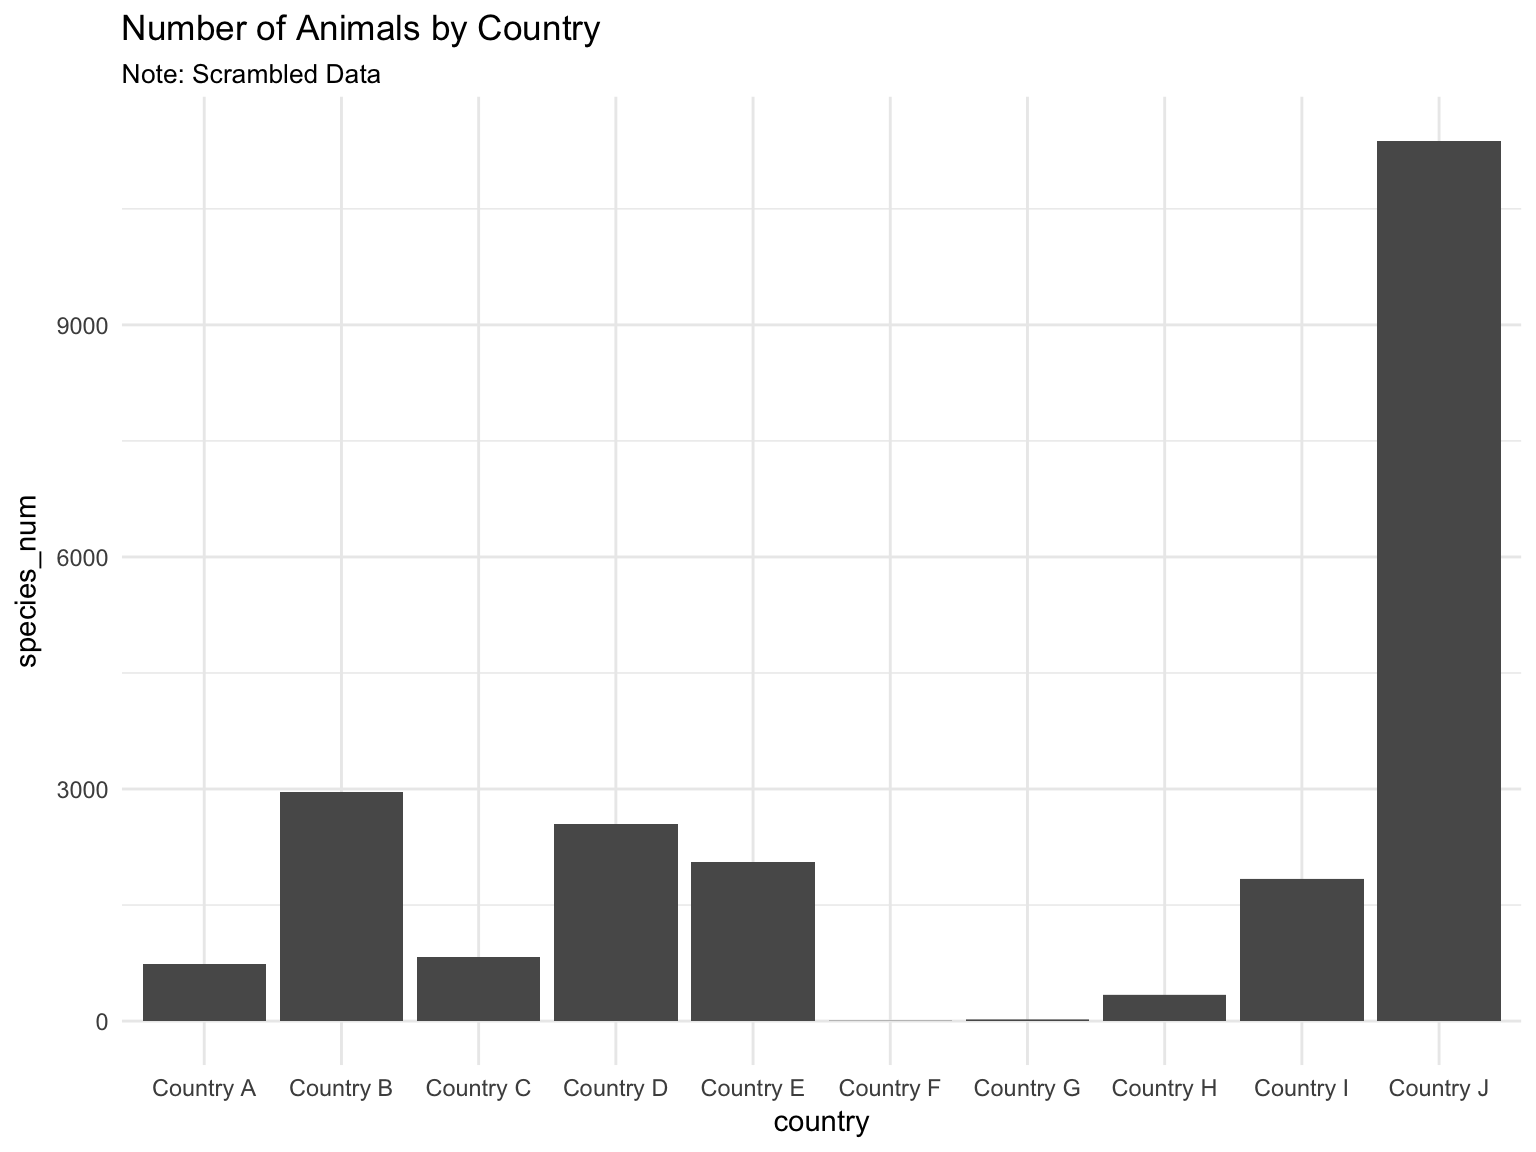 Number of Animals by Country
Note: Scrambled Data
species_num
9000
6000
3000
0
Country A Country B Country C Country D Country E Country F Country G Country H Country I Country J
country